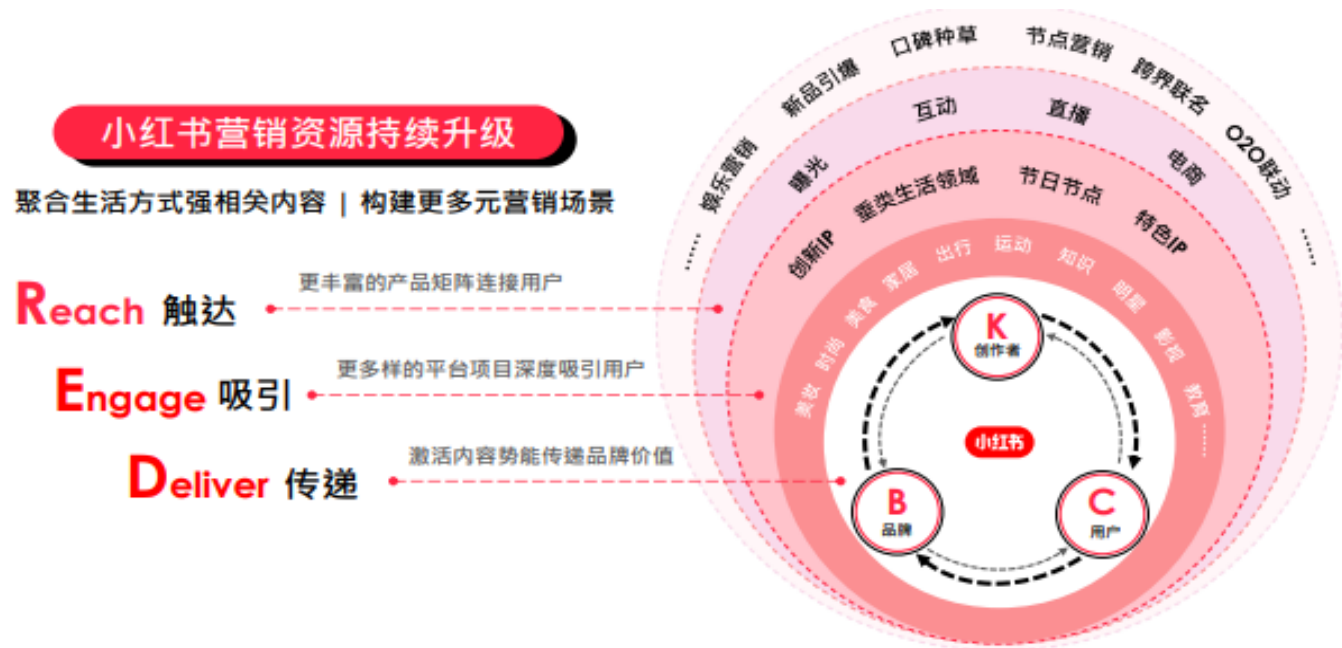 小红书营销资源持续升级
聚合生活方式强相关内容 | 构建更多元营销场景
Reach 触达
更丰富的产品矩阵连接用户
Engage 吸引
更多样的平台项目深度吸引用户
Deliver 传递
激活内容势能传递品牌价值
......
娱乐营销
新品引爆
口碑种草
节点营销
跨界联名
O2O联动
......
曝光
互动
直播
电商
创新IP
垂类生活领域
节日节点
特色IP
美妆
时尚
美食
家居
出行
运动
知识
明星
影视
教育
......
K
创作者
小红书
B
品牌
C
用户